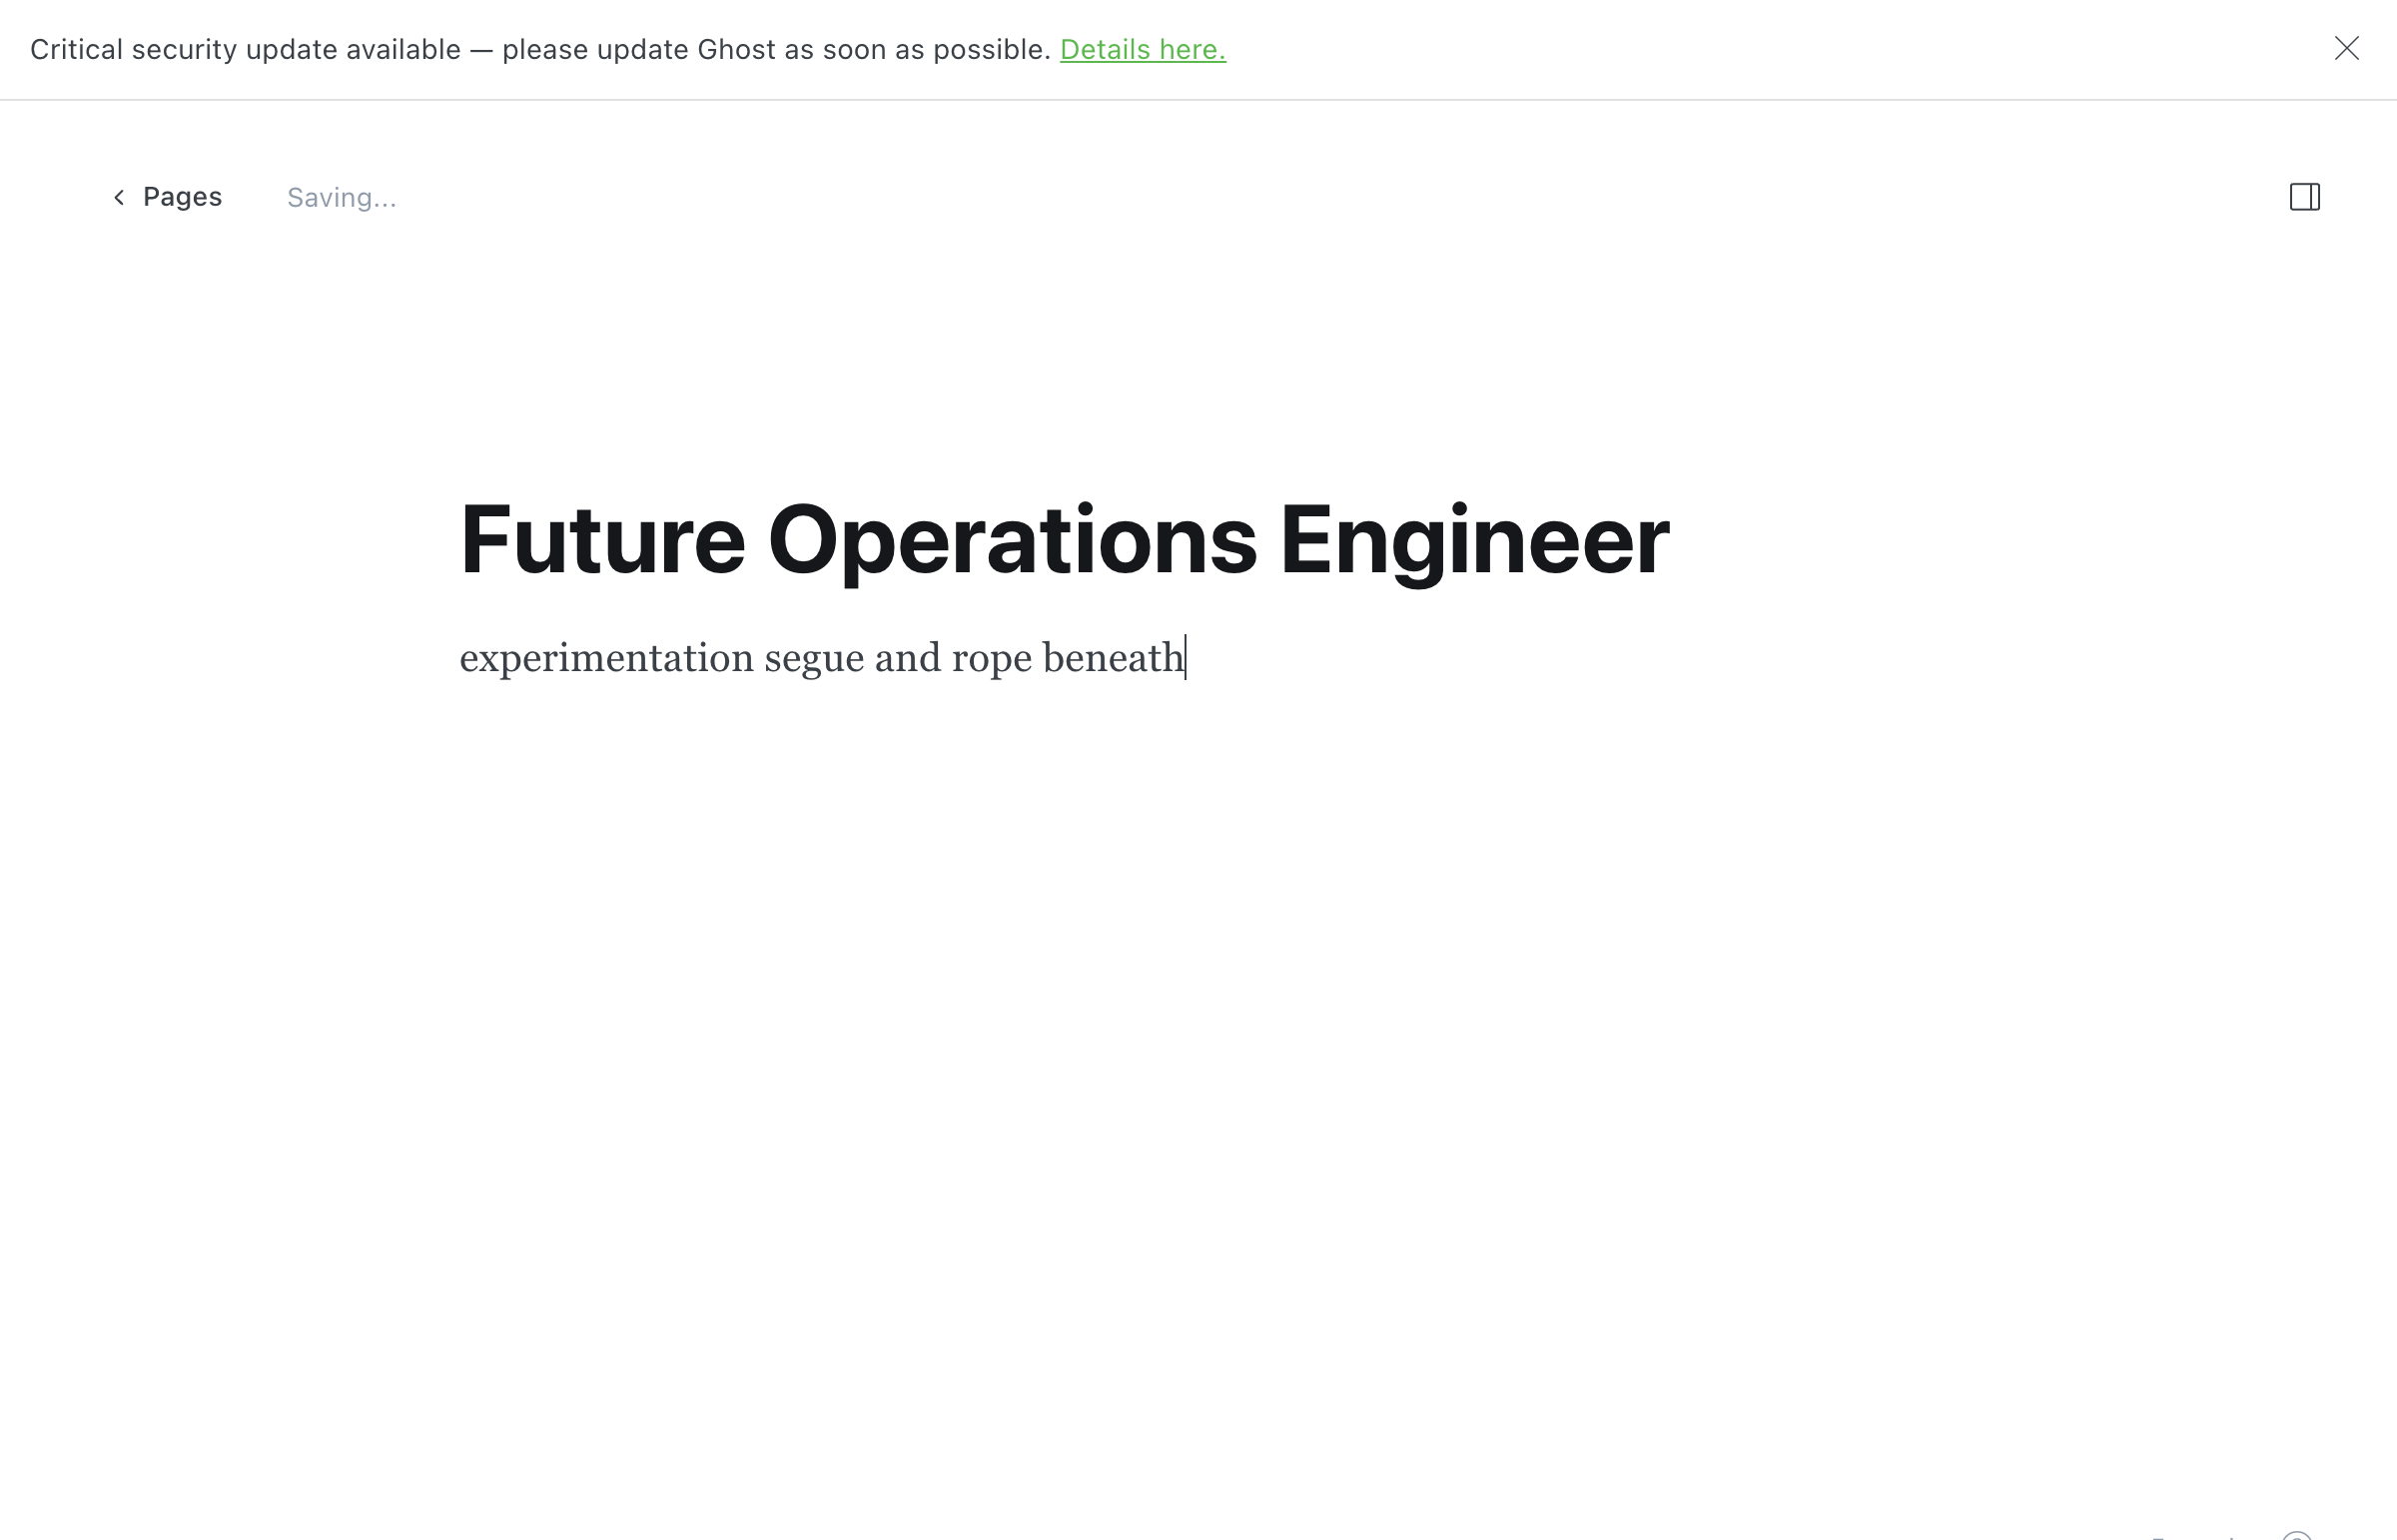 Critical security update available — please update Ghost as soon as possible. Details here.
Pages Saving...
Future Operations Engineer
experimentation segue and rope beneath